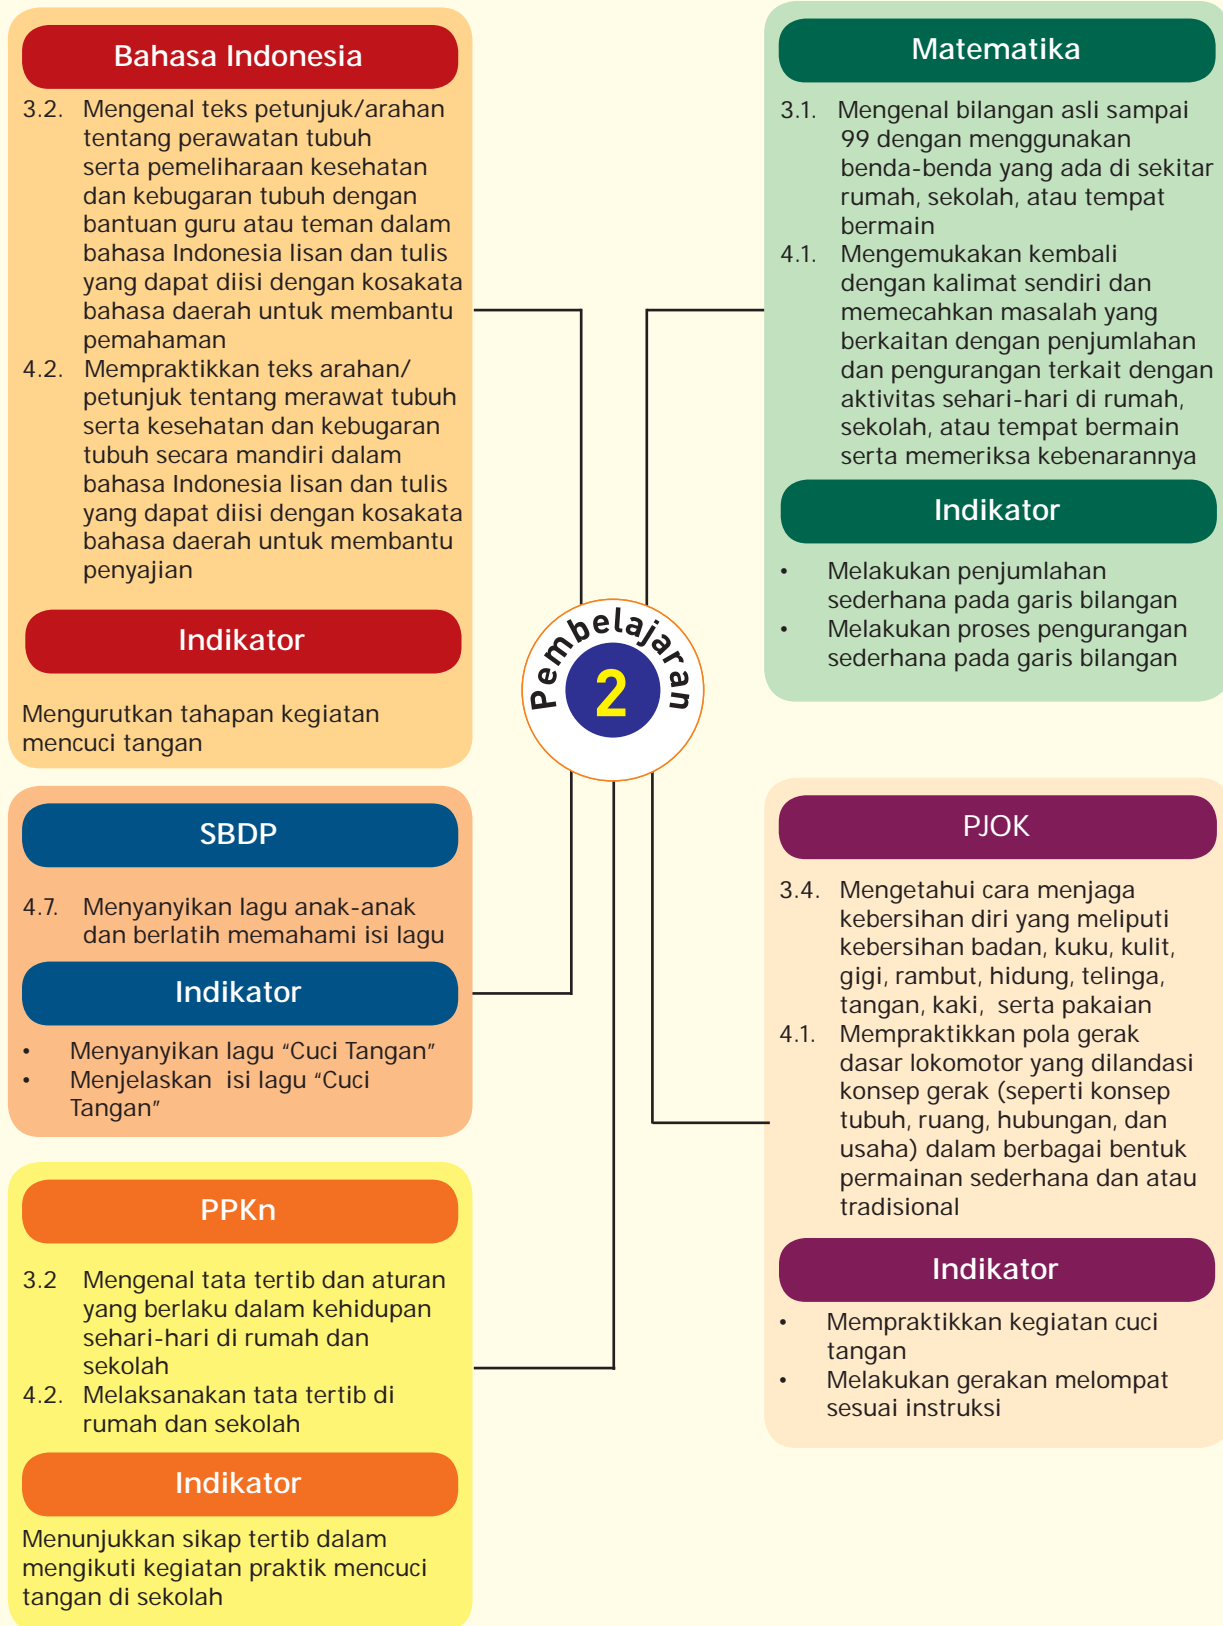 Bahasa Indonesia
3.2. Mengenal teks petunjuk/arahan
tentang perawatan tubuh
serta pemeliharaan kesehatan
dan kebugaran tubuh dengan
bantuan guru atau teman dalam
bahasa Indonesia lisan dan tulis
yang dapat diisi dengan kosakata
bahasa daerah untuk membantu
pemahaman
4.2. Mempraktikkan teks arahan/
petunjuk tentang merawat tubuh
serta kesehatan dan kebugaran
tubuh secara mandiri dalam
bahasa Indonesia lisan dan tulis
yang dapat diisi dengan kosakata
bahasa daerah untuk membantu
penyajian
Indikator
Mengurutkan tahapan kegiatan
mencuci tangan
Matematika
3.1. Mengenal bilangan asli sampai
99 dengan menggunakan
benda-benda yang ada di sekitar
rumah, sekolah, atau tempat
bermain
4.1. Mengemukakan kembali
dengan kalimat sendiri dan
memecahkan masalah yang
berkaitan dengan penjumlahan
dan pengurangan terkait dengan
aktivitas sehari-hari di rumah,
sekolah, atau tempat bermain
serta memeriksa kebenarannya
Indikator
• Melakukan penjumlahan
sederhana pada garis bilangan
• Melakukan proses pengurangan
sederhana pada garis bilangan
Pembelajaran
2
SBDP
4.7. Menyanyikan lagu anak-anak
dan berlatih memahami isi lagu
Indikator
• Menyanyikan lagu “Cuci Tangan”
• Menjelaskan isi lagu “Cuci
Tangan”
PJOK
3.4. Mengetahui cara menjaga
kebersihan diri yang meliputi
kebersihan badan, kuku, kulit,
gigi, rambut, hidung, telinga,
tangan, kaki, serta pakaian
4.1. Mempraktikkan pola gerak
dasar lokomotor yang dilandasi
konsep gerak (seperti konsep
tubuh, ruang, hubungan, dan
usaha) dalam berbagai bentuk
permainan sederhana dan atau
tradisional
Indikator
• Mempraktikkan kegiatan cuci
tangan
• Melakukan gerakan melompat
sesuai instruksi
PPKn
3.2 Mengenal tata tertib dan aturan
yang berlaku dalam kehidupan
sehari-hari di rumah dan
sekolah
4.2. Melaksanakan tata tertib di
rumah dan sekolah
Indikator
Menunjukkan sikap tertib dalam
mengikuti kegiatan praktik mencuci
tangan di sekolah